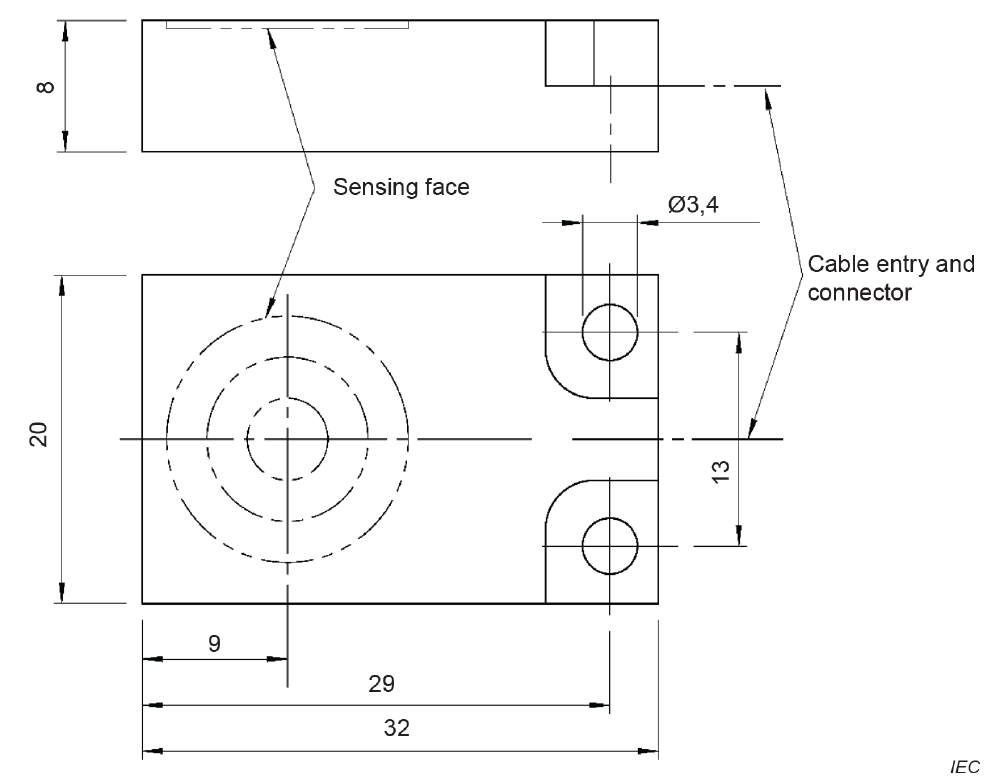 8
Sensing face
Ø3,4
Cable entry and
connector
20
13
9
29
32
IEC